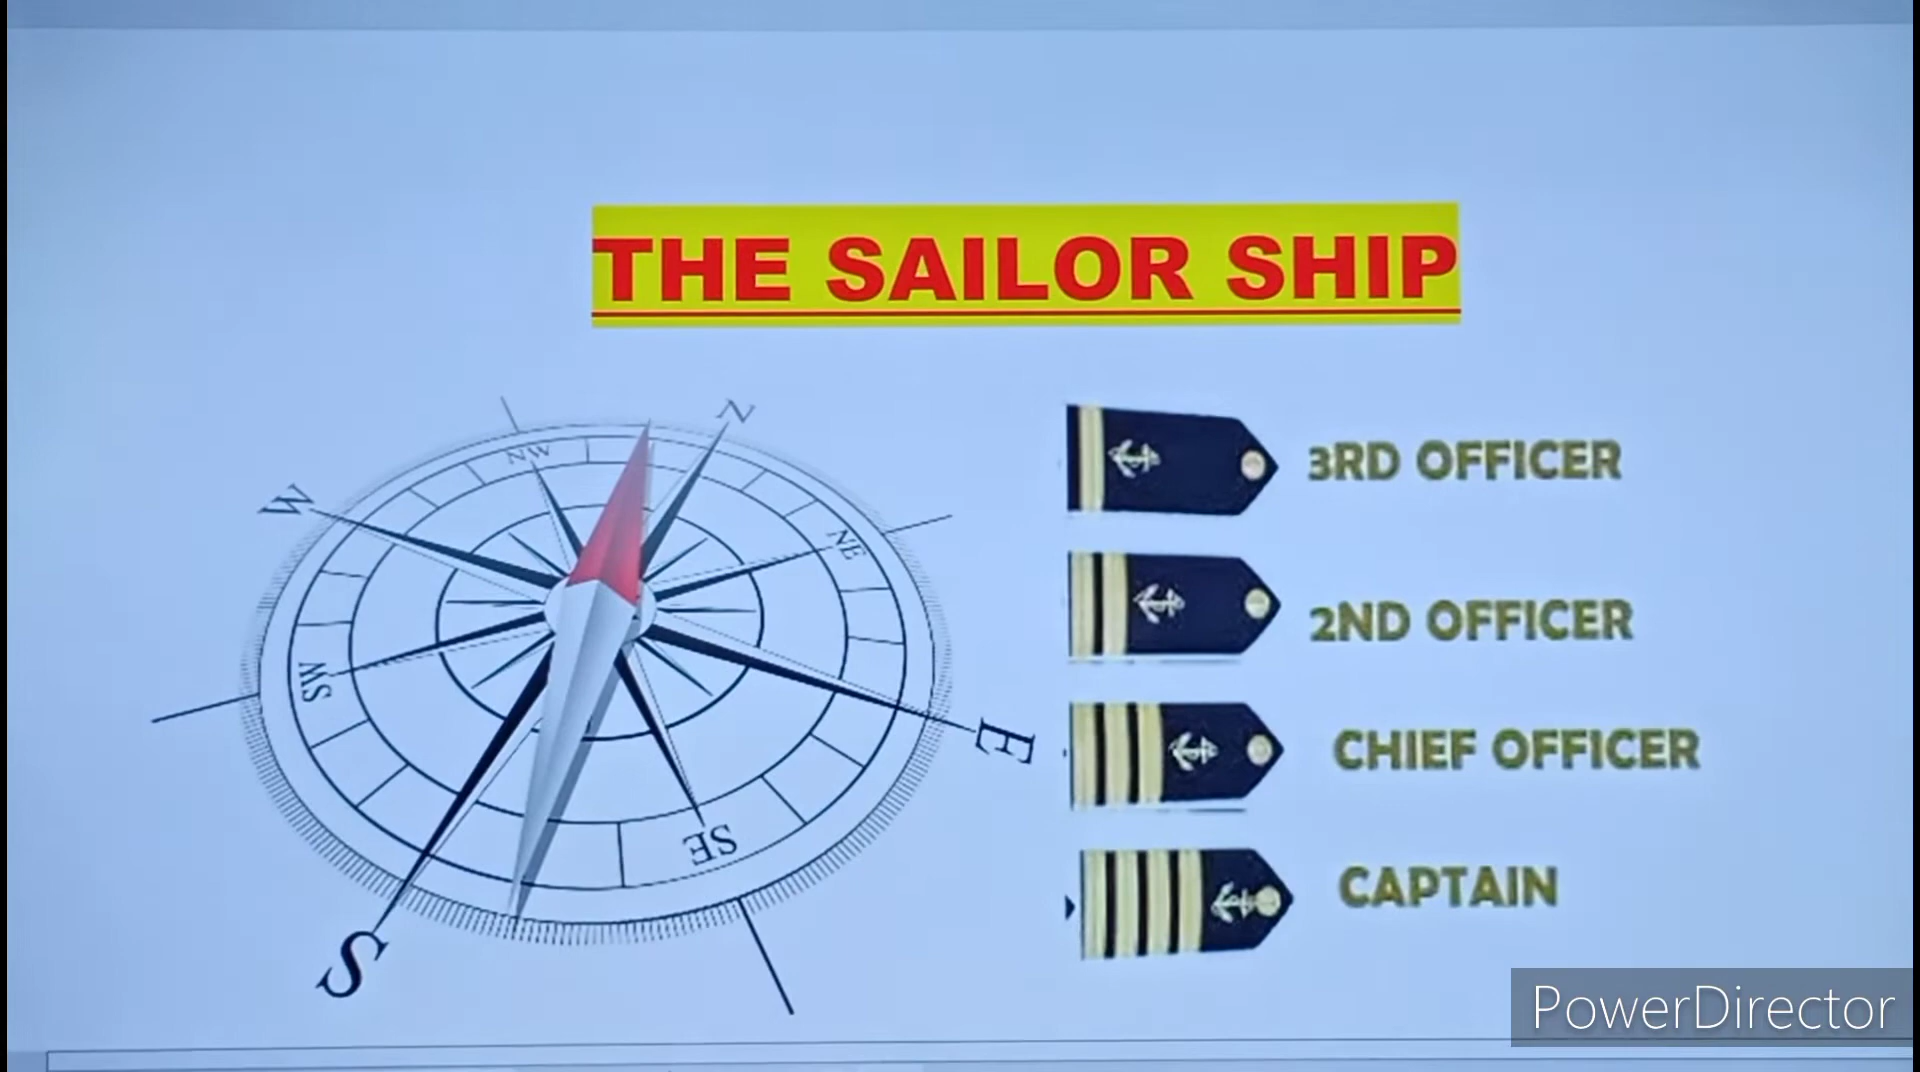 THE SAILOR SHIP
N
NW
W
NE
SW
E
SE
S
3RD OFFICER
2ND OFFICER
CHIEF OFFICER
CAPTAIN
PowerDirector